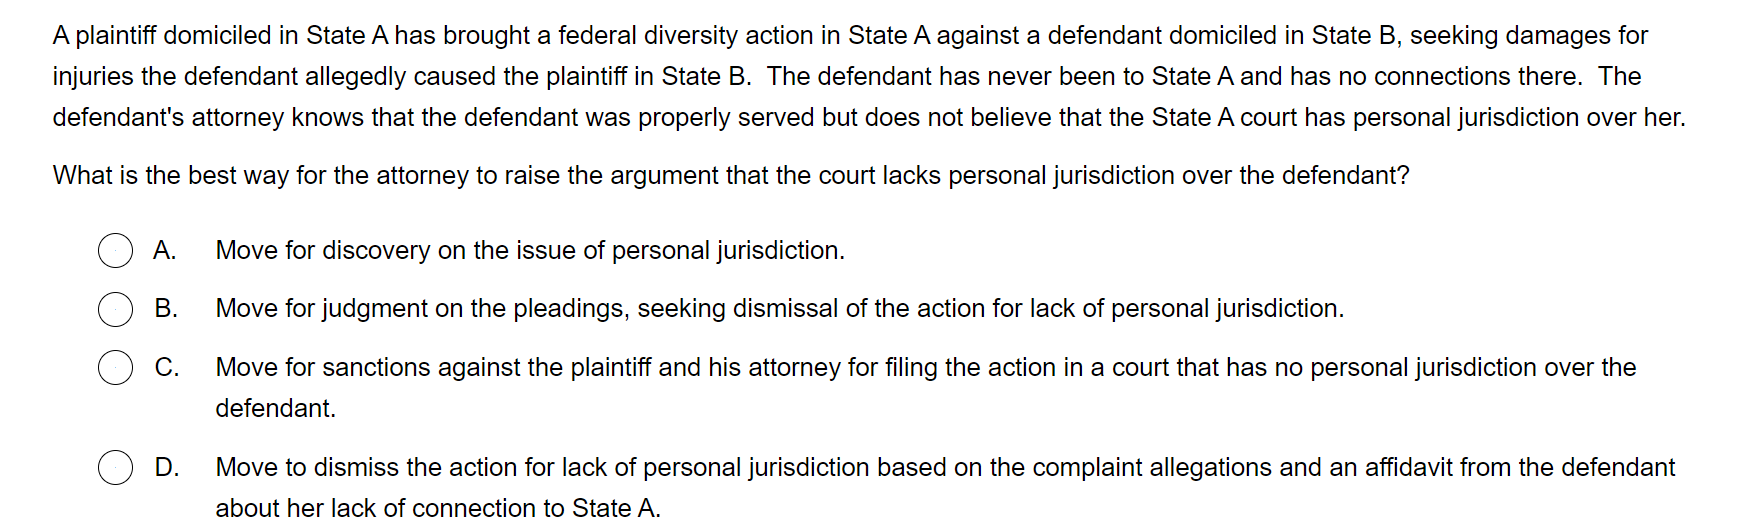 A plaintiff domiciled in State A has brought a federal diversity action in State A against a defendant domiciled in State B, seeking damages for
injuries the defendant allegedly caused the plaintiff in State B.  The defendant has never been to State A and has no connections there.  The
defendant's attorney knows that the defendant was properly served but does not believe that the State A court has personal jurisdiction over her.
What is the best way for the attorney to raise the argument that the court lacks personal jurisdiction over the defendant?
A. Move for discovery on the issue of personal jurisdiction.
B. Move for judgment on the pleadings, seeking dismissal of the action for lack of personal jurisdiction.
C. Move for sanctions against the plaintiff and his attorney for filing the action in a court that has no personal jurisdiction over the
defendant.
D. Move to dismiss the action for lack of personal jurisdiction based on the complaint allegations and an affidavit from the defendant
about her lack of connection to State A.